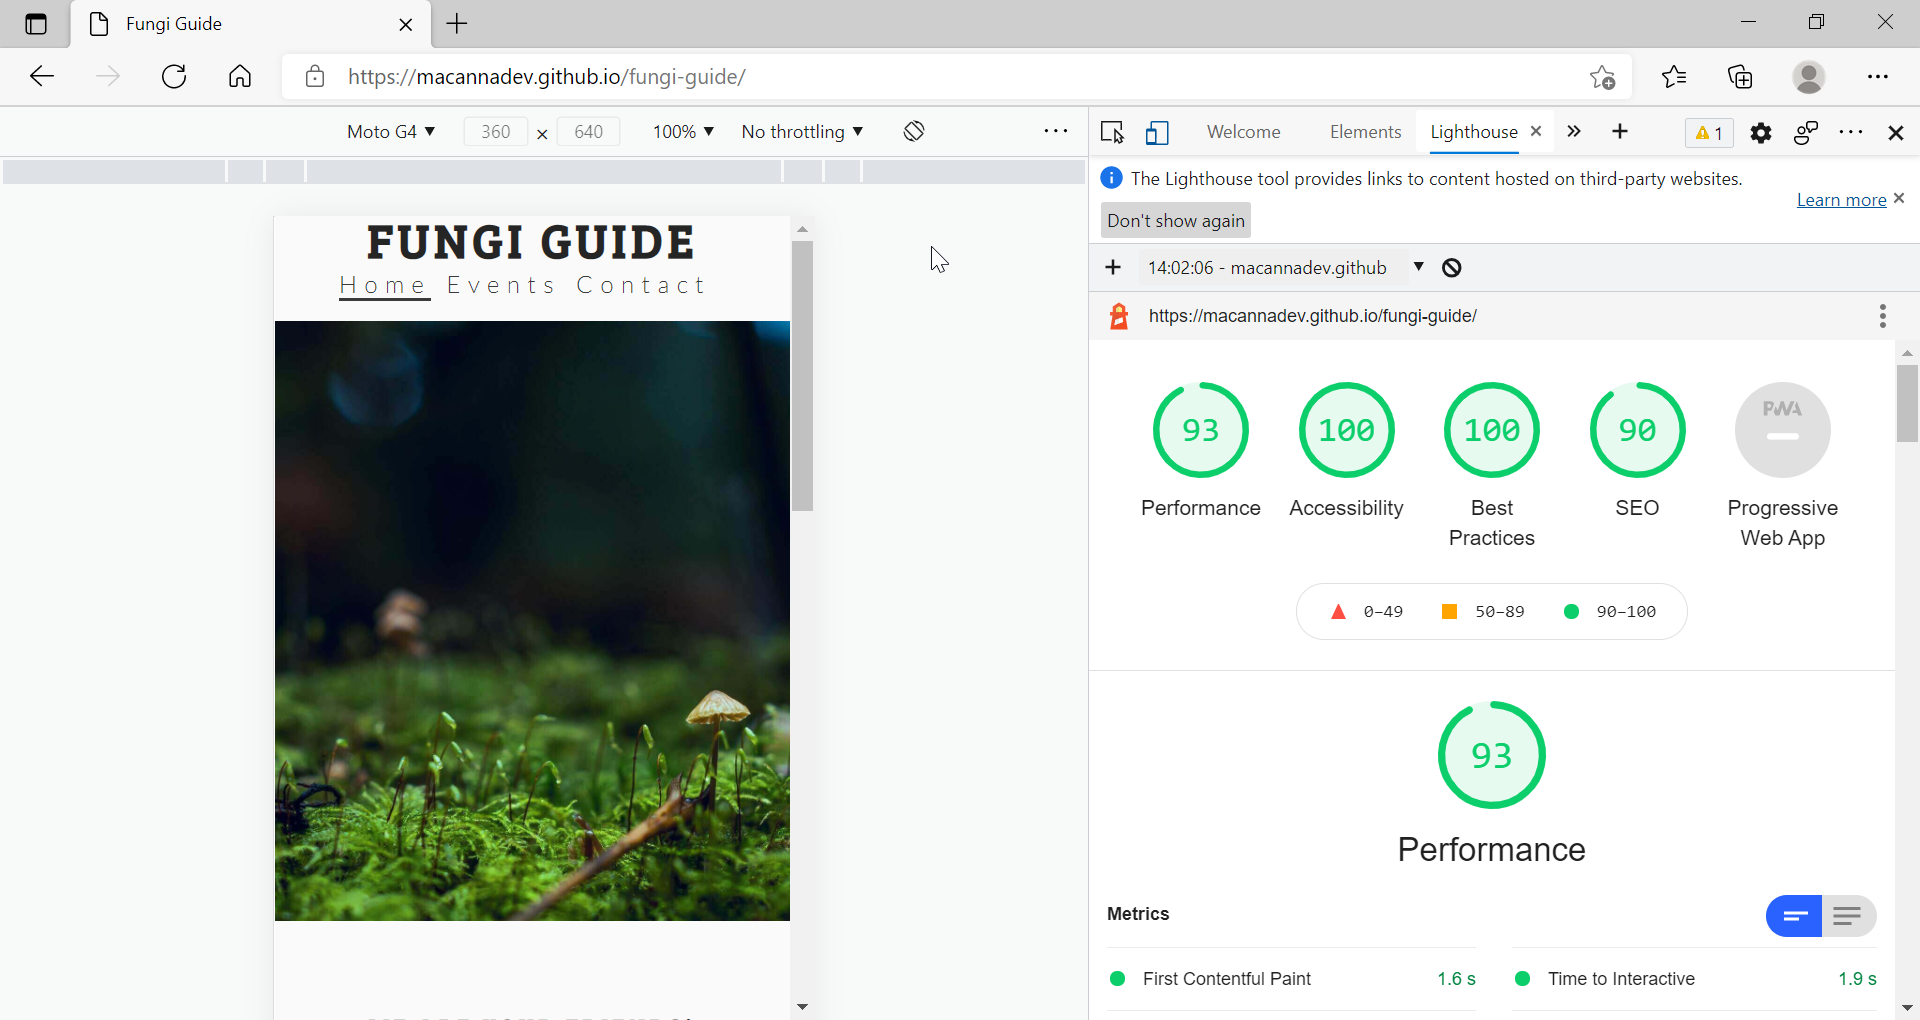 Fungi Guide
https://macannadev.github.io/fungi-guide/
Moto G4 360 x 640 100% No throttling
Welcome Elements Lighthouse 1
The Lighthouse tool provides links to content hosted on third-party websites.
Learn more
Don't show again
14:02:06 - macannadev.github
https://macannadev.github.io/fungi-guide/
FUNGI GUIDE
Home Events Contact
93 100 100 90 PWA
Performance Accessibility Best Practices SEO Progressive Web App
0–49 50–89 90–100
93
Performance
Metrics
First Contentful Paint 1.6 s Time to Interactive 1.9 s